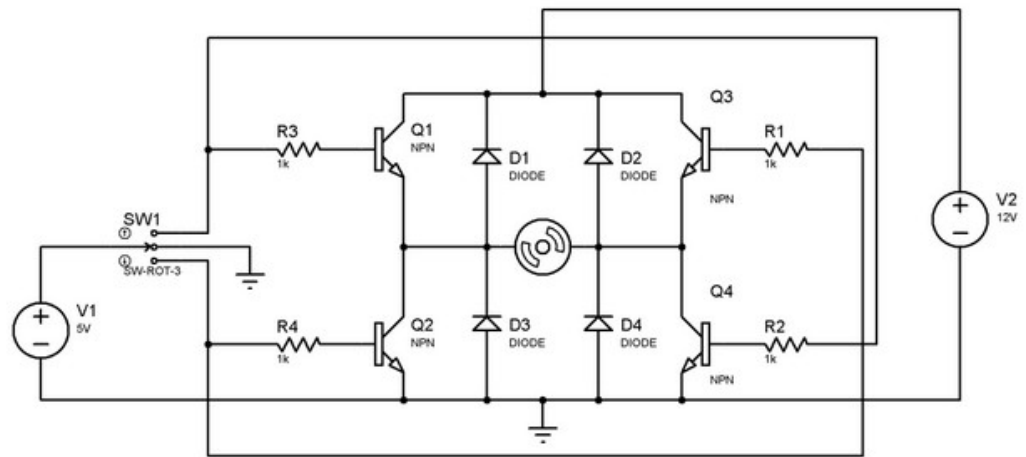 Q3
R3
1k
Q1
NPN
D1
DIODE
D2
DIODE
R1
1k
NPN
V2
12V
SW1
SW-ROT-3
V1
5V
R4
1k
Q2
NPN
D3
DIODE
D4
DIODE
Q4
R2
1k
NPN